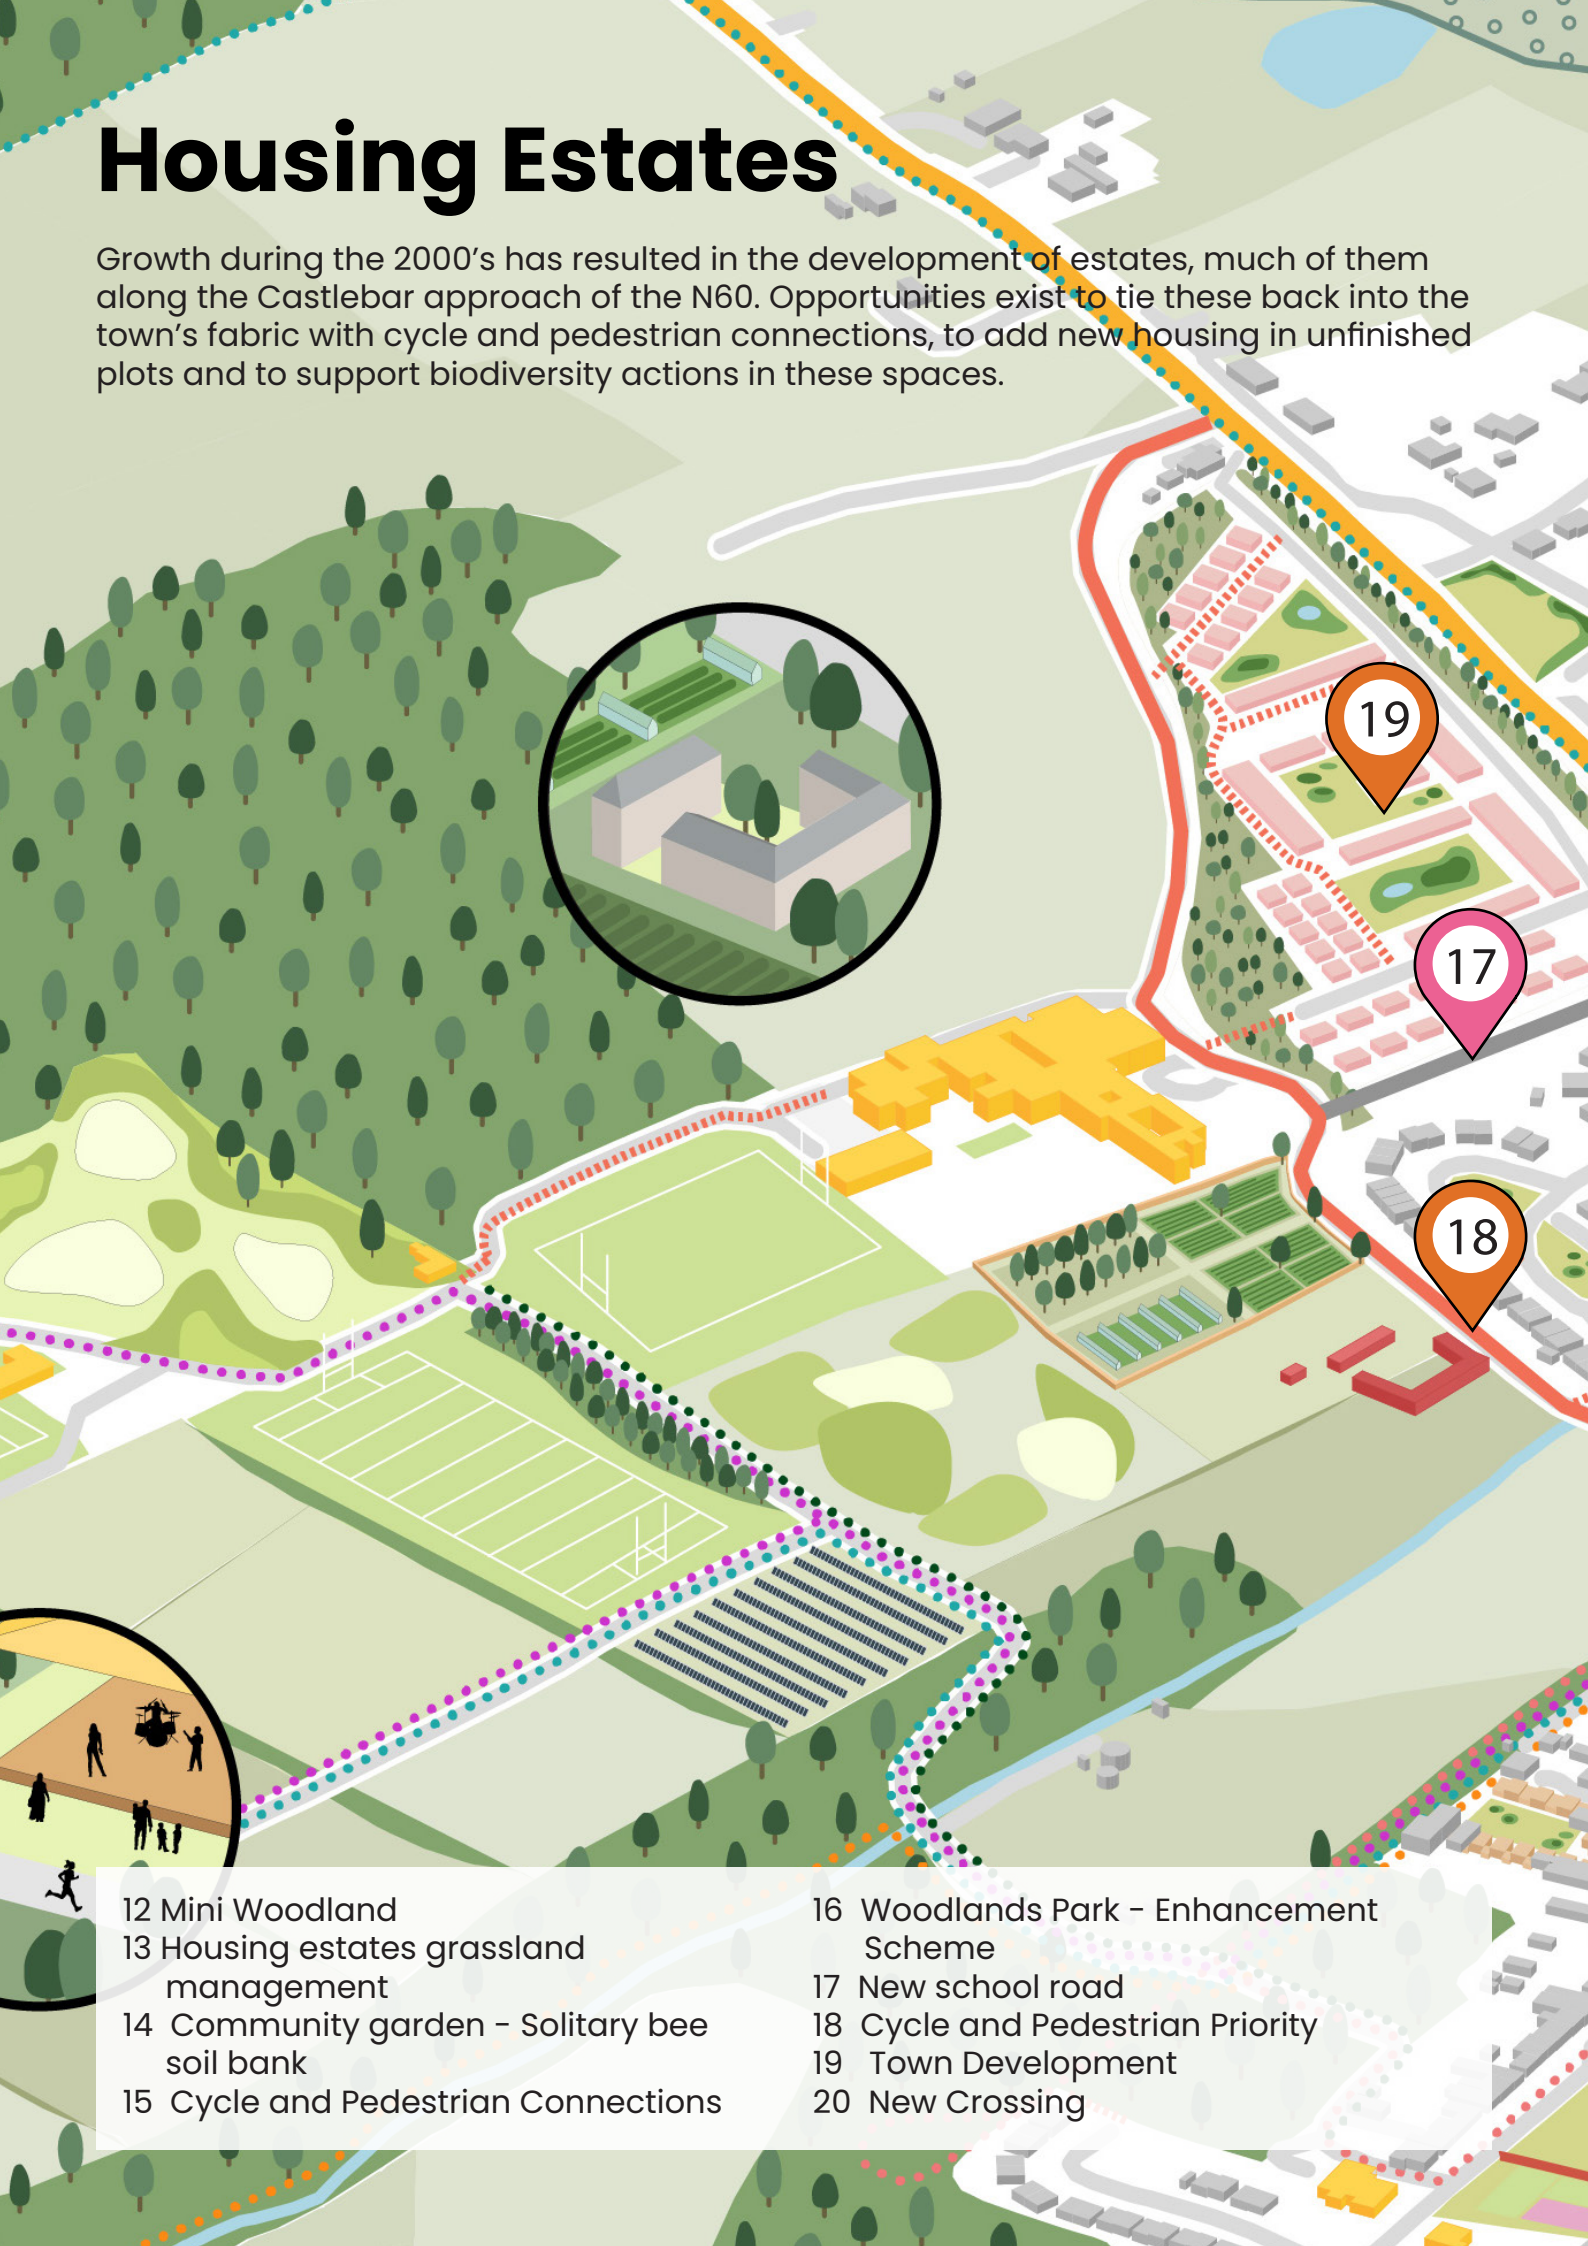 Housing Estates
Growth during the 2000’s has resulted in the development of estates, much of them
along the Castlebar approach of the N60. Opportunities exist to tie these back into the
town’s fabric with cycle and pedestrian connections, to add new housing in unfinished
plots and to support biodiversity actions in these spaces.
19
17
18
12 Mini Woodland
13 Housing estates grassland
management
14 Community garden - Solitary bee
soil bank
15 Cycle and Pedestrian Connections
16 Woodlands Park - Enhancement
Scheme
17 New school road
18 Cycle and Pedestrian Priority
19 Town Development
20 New Crossing